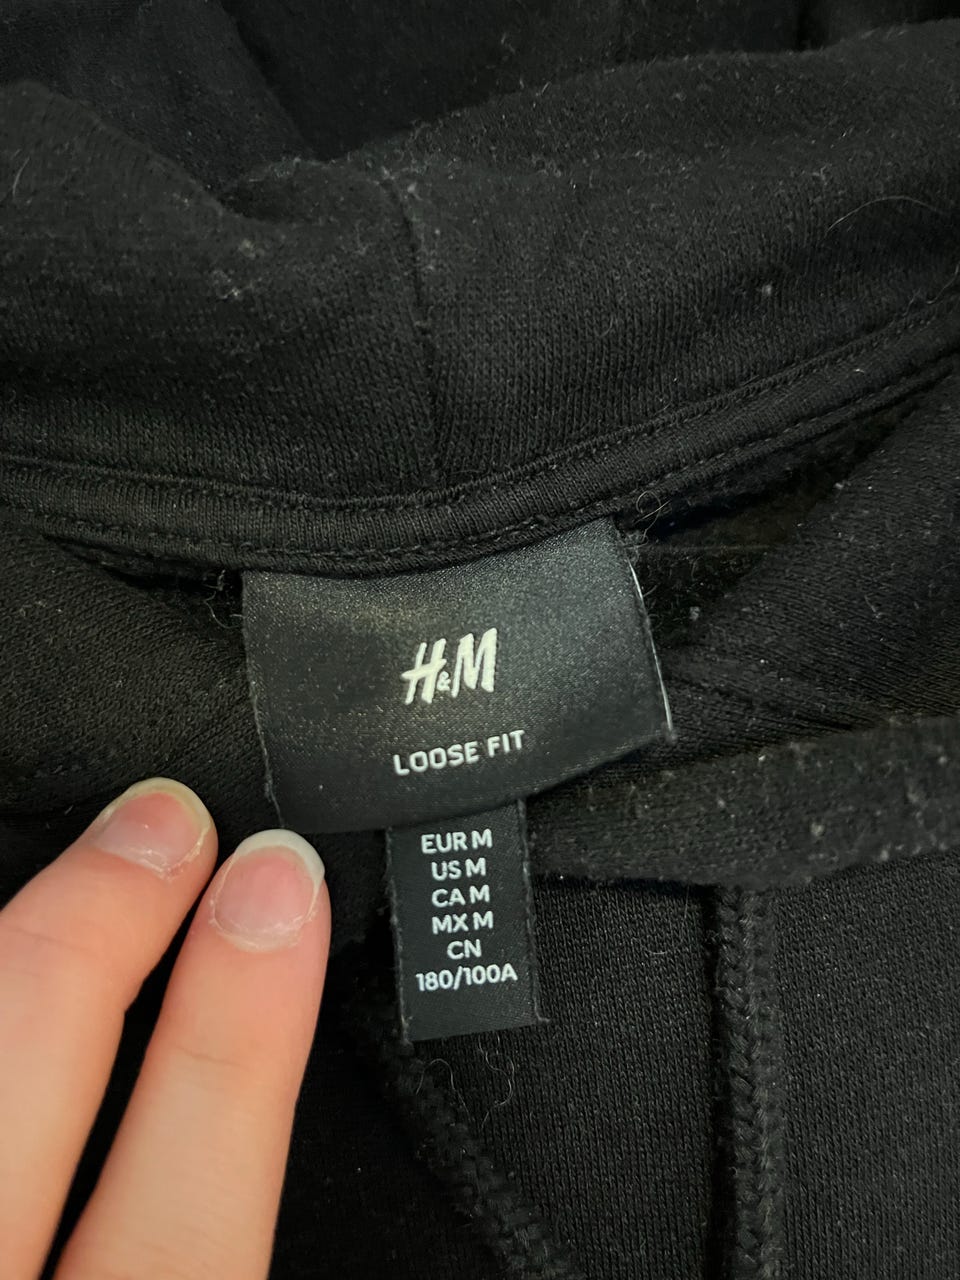 H&M
LOOSE FIT
EUR M
US M
CA M
MX M
CN
180/100A